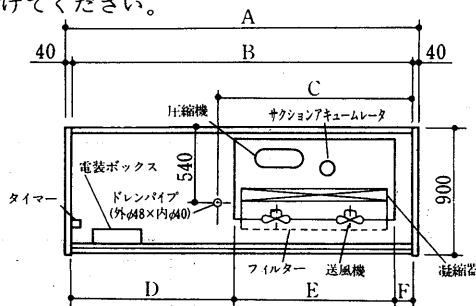 けてください。
A
40
B
40
C
圧縮機
サクションアキュームレータ
540
900
電装ボックス
タイマー
ドレンパイプ
(外φ48×内φ40)
フィルター
送風機
凝縮器
D
E
F